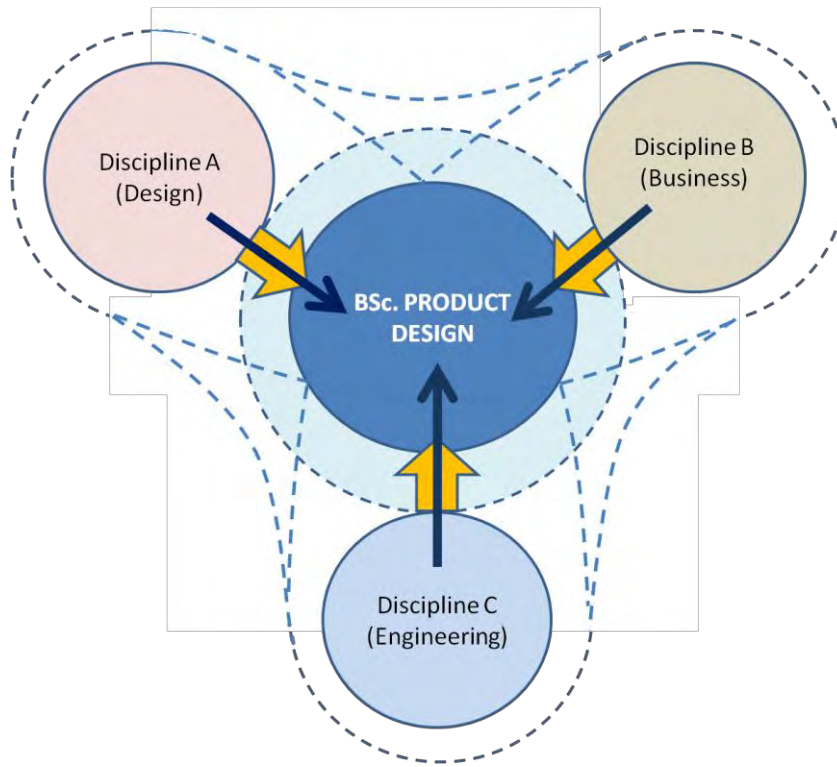 Discipline A
(Design)
Discipline B
(Business)
BSc. PRODUCT
DESIGN
Discipline C
(Engineering)